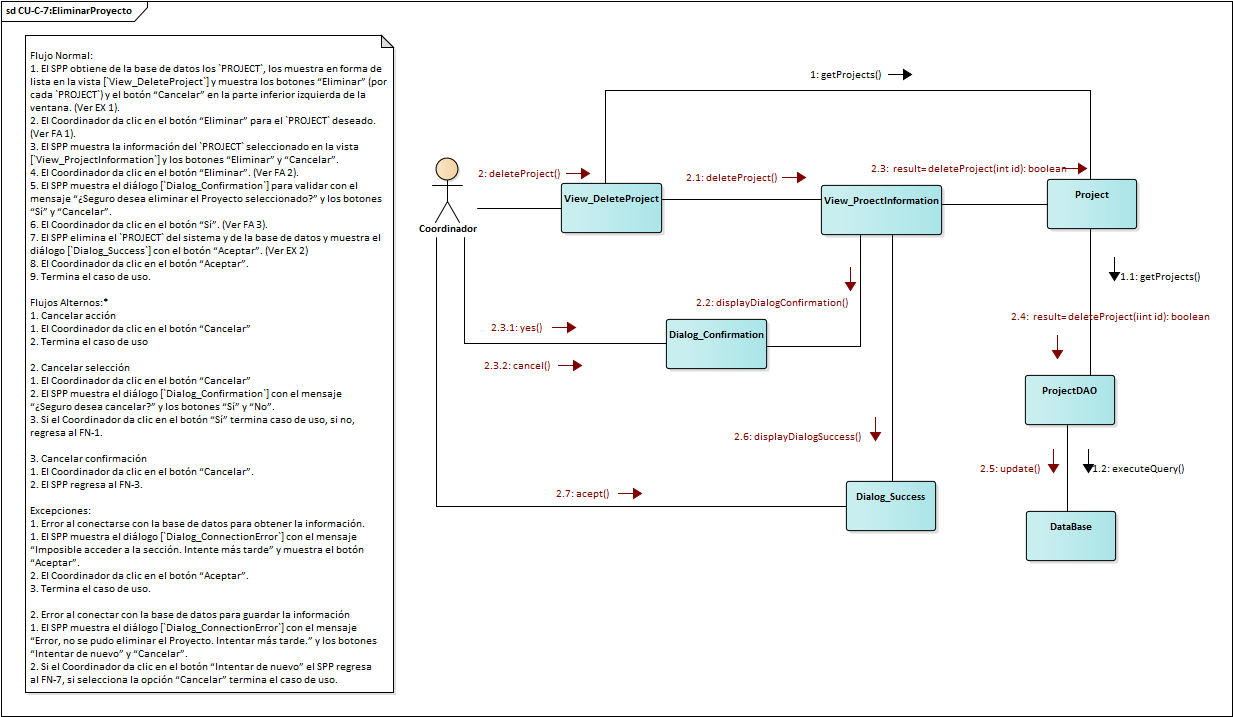 sd CU-C-7:EliminarProyecto
Flujo Normal:
1. El SPP obtiene de la base de datos los `PROJECT`, los muestra en forma de
lista en la vista [`View_DeleteProject`] y muestra los botones “Eliminar” (por
cada `PROJECT`) y el botón “Cancelar” en la parte inferior izquierda de la
ventana. (Ver EX 1).
2. El Coordinador da clic en el botón “Eliminar” para el `PROJECT` deseado.
(Ver FA 1).
3. El SPP muestra la información del `PROJECT` seleccionado en la vista
[`View_ProjectInformation`] y los botones “Eliminar” y “Cancelar”.
4. El Coordinador da clic en el botón “Eliminar”. (Ver FA 2).
5. El SPP muestra el diálogo [`Dialog_Confirmation`] para validar con el
mensaje “¿Seguro desea eliminar el Proyecto seleccionado?” y los botones
“Sí” y “Cancelar”.
6. El Coordinador da clic en el botón “Sí”. (Ver FA 3).
7. El SPP elimina el `PROJECT` del sistema y de la base de datos y muestra el
diálogo [`Dialog_Success`] con el botón “Aceptar”. (Ver EX 2)
8. El Coordinador da clic en el botón “Aceptar”.
9. Termina el caso de uso.
Flujos Alternos:*
1. Cancelar acción
1. El Coordinador da clic en el botón “Cancelar”
2. Termina el caso de uso
2. Cancelar selección
1. El Coordinador da clic en el botón “Cancelar”
2. El SPP muestra el diálogo [`Dialog_Confirmation`] con el mensaje
“¿Seguro desea cancelar?” y los botones “Sí” y “No”.
3. Si el Coordinador da clic en el botón “Sí” termina caso de uso, si no,
regresa al FN-1.
3. Cancelar confirmación
1. El Coordinador da clic en el botón “Cancelar”.
2. El SPP regresa al FN-3.
Excepciones:
1. Error al conectarse con la base de datos para obtener la información.
1. El SPP muestra el diálogo [`Dialog_ConnectionError`] con el mensaje
“Imposible acceder a la sección. Intente más tarde” y muestra el botón
“Aceptar”.
2. El Coordinador da clic en el botón “Aceptar”.
3. Termina el caso de uso.
2. Error al conectar con la base de datos para guardar la información
1. El SPP muestra el diálogo [`Dialog_ConnectionError`] con el mensaje
“Error, no se pudo eliminar el Proyecto. Intentar más tarde.” y los botones
“Intentar de nuevo” y “Cancelar”.
2. Si el Coordinador da clic en el botón “Intentar de nuevo” el SPP regresa
al FN-7, si selecciona la opción “Cancelar” termina el caso de uso.
1: getProjects()
2: deleteProject()
2.1: deleteProject()
2.3: result= deleteProject(int id): boolean
Coordinador
View_DeleteProject
View_ProectInformation
Project
1.1: getProjects()
2.2: displayDialogConfirmation()
2.4: result= deleteProject(iint id): boolean
2.3.1: yes()
Dialog_Confirmation
2.3.2: cancel()
ProjectDAO
2.6: displayDialogSuccess()
2.5: update()
1.2: executeQuery()
2.7: acept()
Dialog_Success
DataBase